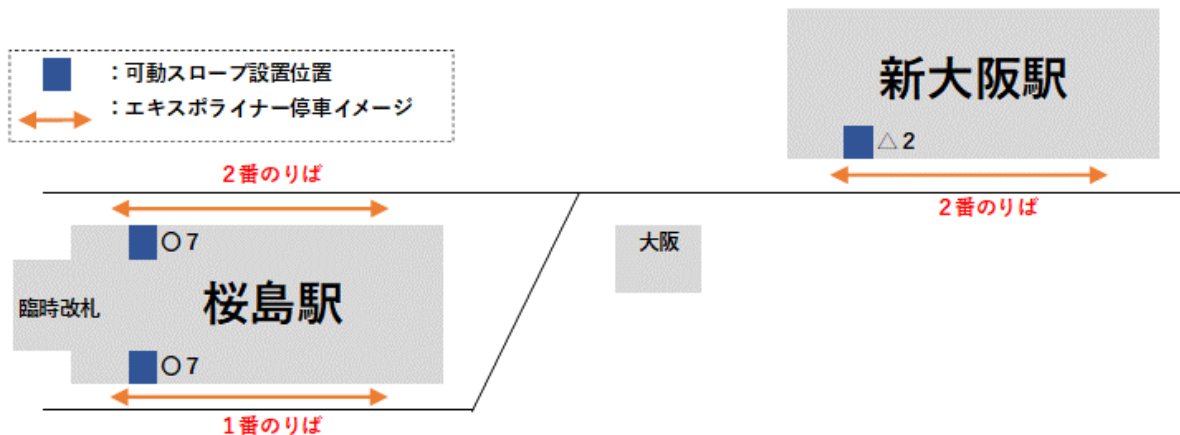 ：可動スロープ設置位置
：エキスポライナー停車イメージ
新大阪駅
△2
2番のりば
2番のりば
〇7
大阪
臨時改札
桜島駅
〇7
1番のりば